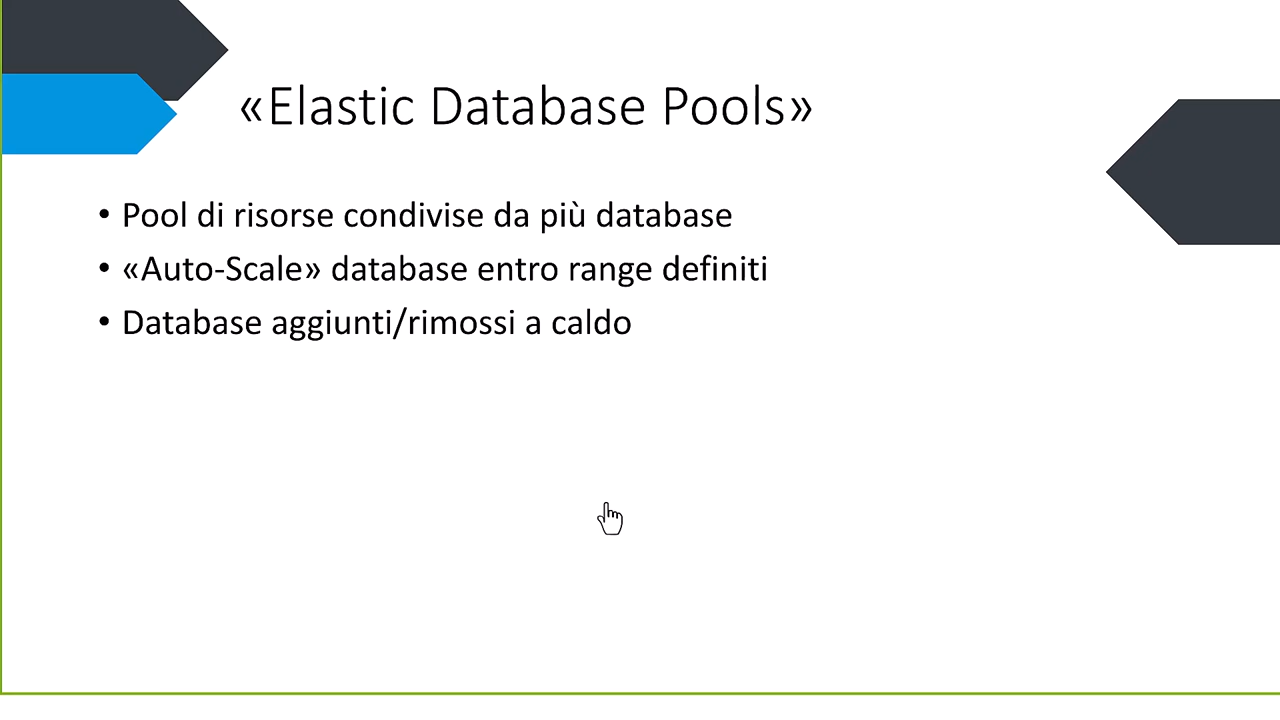 «Elastic Database Pools»
• Pool di risorse condivise da più database
• «Auto-Scale» database entro range definiti
• Database aggiunti/rimossi a caldo